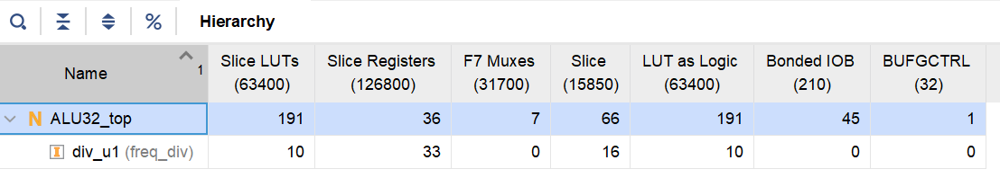 Hierarchy
Name 1 Slice LUTs (63400) Slice Registers (126800) F7 Muxes (31700) Slice (15850) LUT as Logic (63400) Bonded IOB (210) BUFGCTRL (32)
N ALU32_top 191 36 7 66 191 45 1
I div_u1 (freq_div) 10 33 0 16 10 0 0